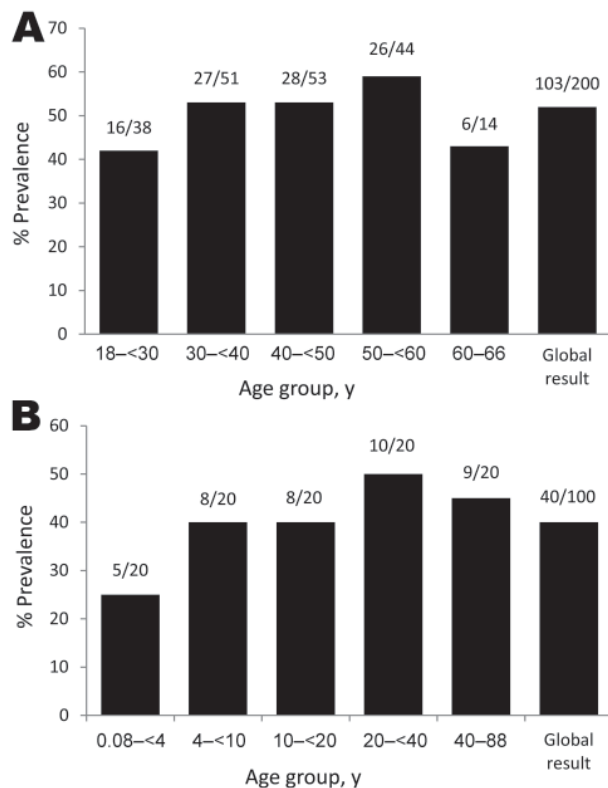 A
70
60
50
40
30
20
10
0
% Prevalence
16/38
27/51
28/53
26/44
6/14
103/200
18–<30 30–<40 40–<50 50–<60 60–66 Global
result
Age group, y
B
60
50
40
30
20
10
0
% Prevalence
5/20
8/20
8/20
10/20
9/20
40/100
0.08–<4 4–<10 10–<20 20–<40 40–88 Global
result
Age group, y